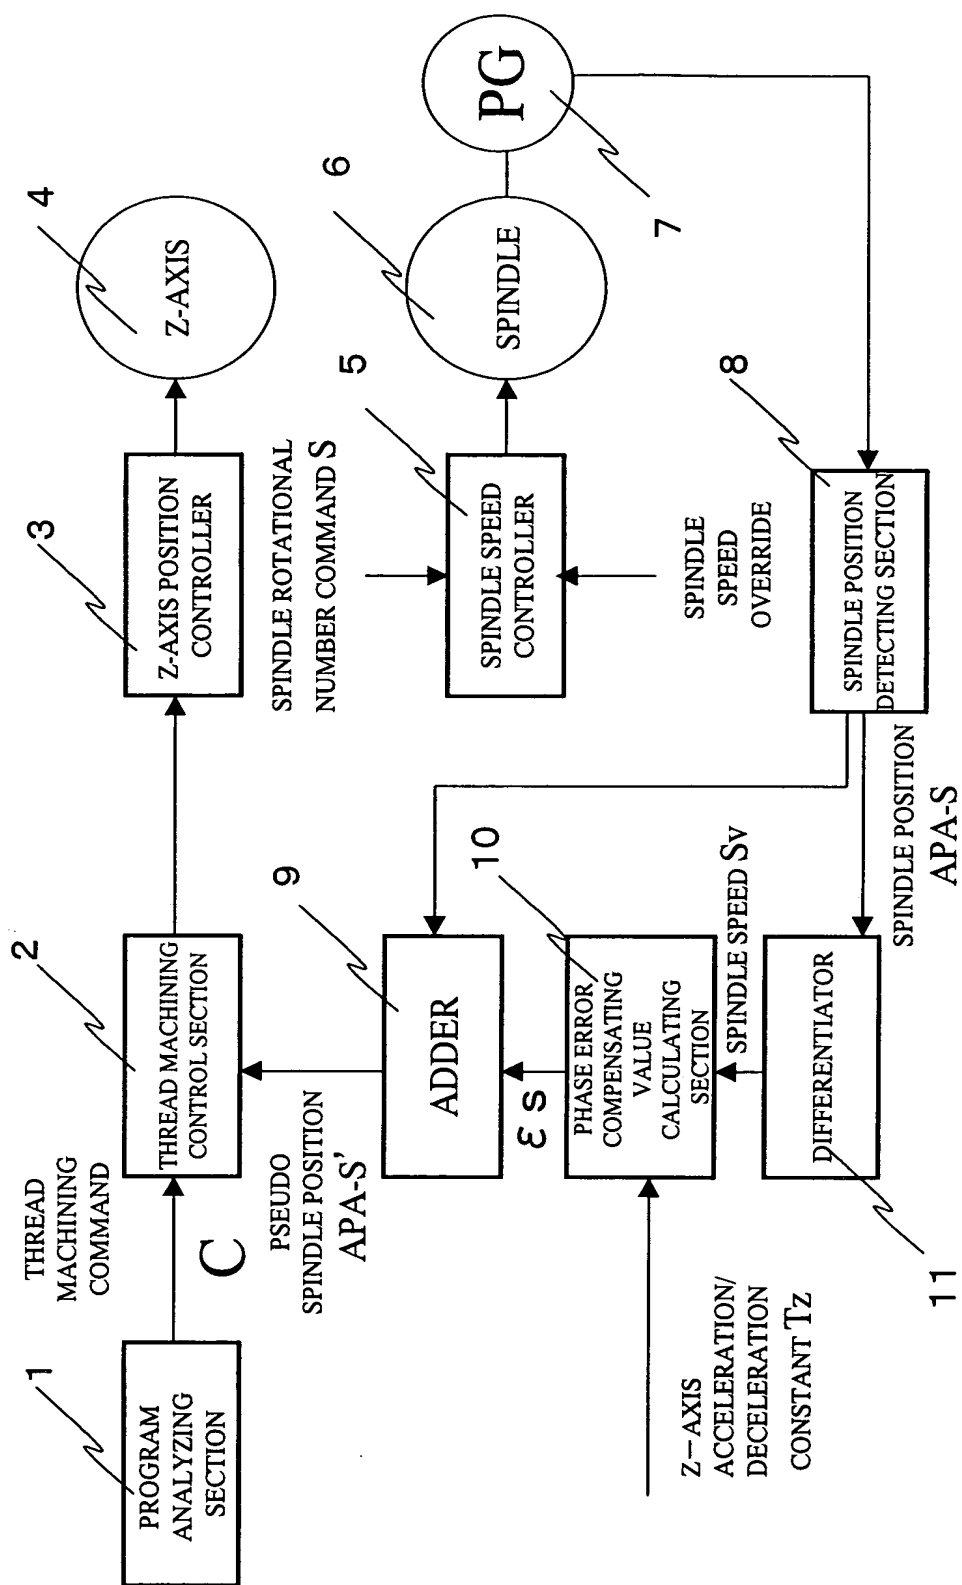 1
PROGRAM
ANALYZING
SECTION
THREAD
MACHINING
COMMAND
C
2
THREAD MACHINING
CONTROL SECTION
3
Z-AXIS POSITION
CONTROLLER
4
Z-AXIS
PSEUDO
SPINDLE POSITION
APA-S'
9
ADDER
SPINDLE ROTATIONAL
NUMBER COMMAND S
5
SPINDLE SPEED
CONTROLLER
6
SPINDLE
PG
7
SPINDLE
SPEED
OVERRIDE
εs
10
PHASE ERROR
COMPENSATING
VALUE
CALCULATING
SECTION
Z-AXIS
ACCELERATION/
DECELERATION
CONSTANT Tz
SPINDLE SPEED Sv
11
DIFFERENTIATOR
SPINDLE POSITION
APA-S
8
SPINDLE POSITION
DETECTING SECTION